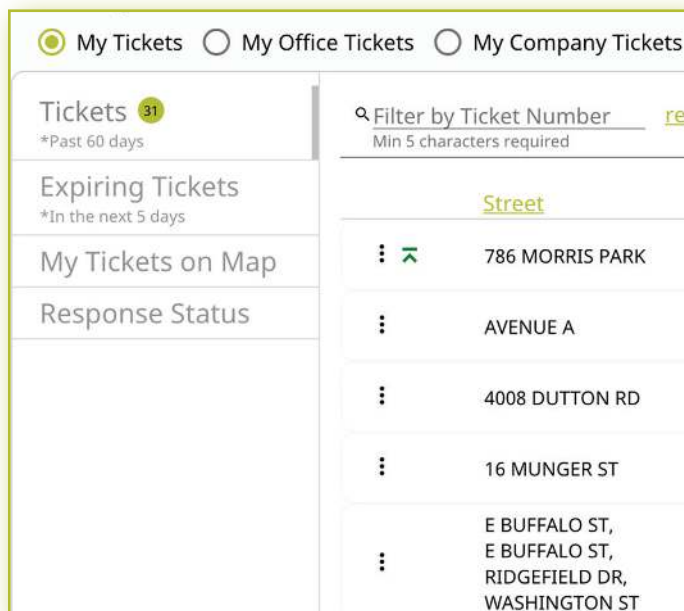 My Tickets My Office Tickets My Company Tickets
Tickets 31
*Past 60 days
Expiring Tickets
*In the next 5 days
My Tickets on Map
Response Status
Filter by Ticket Number re
Min 5 characters required
Street
786 MORRIS PARK
AVENUE A
4008 DUTTON RD
16 MUNGER ST
E BUFFALO ST,
E BUFFALO ST,
RIDGEFIELD DR,
WASHINGTON ST